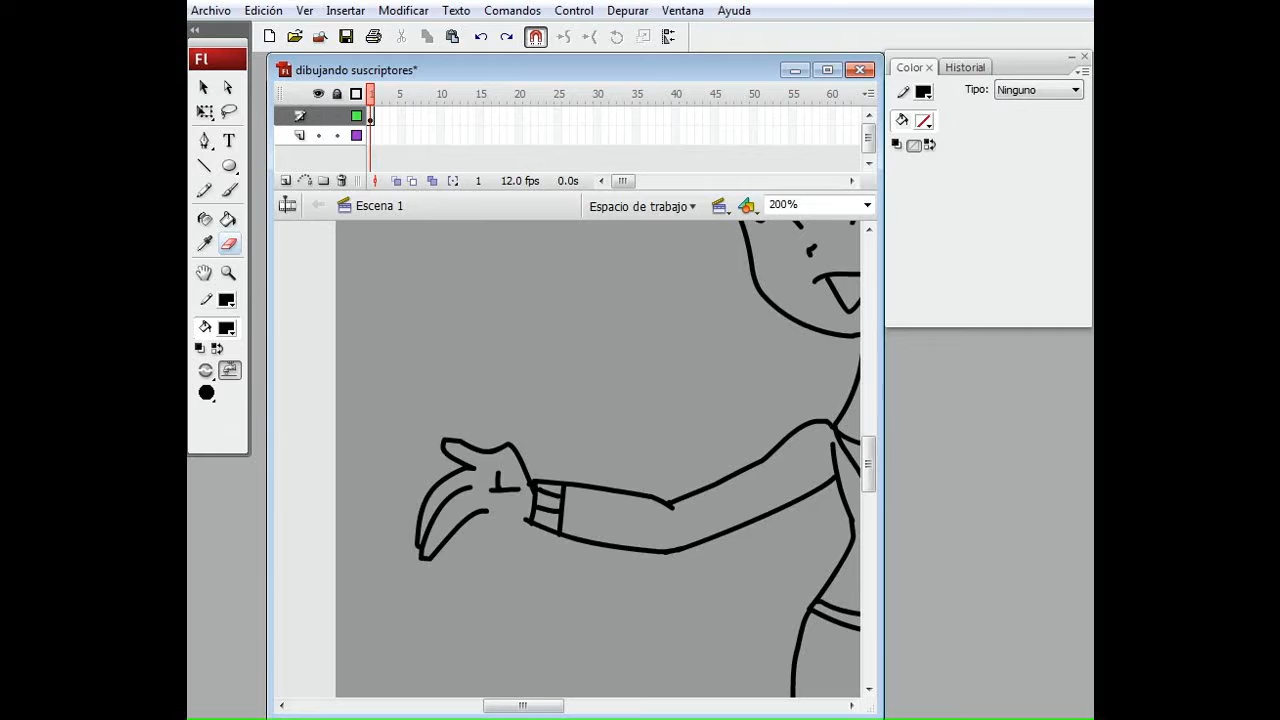 Archivo Edición Ver Insertar Modificar Texto Comandos Control Depurar Ventana Ayuda
Fl
dibujando suscriptores*
Color
Historial
Tipo: Ninguno
1 5 10 15 20 25 30 35 40 45 50 55 60
1 12.0 fps 0.0s
Escena 1
Espacio de trabajo
200%